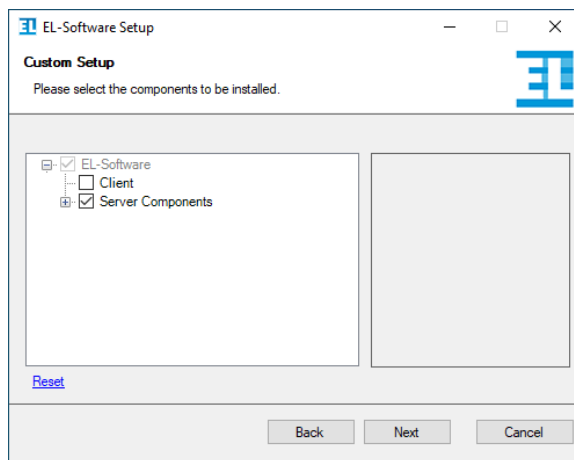 EL-Software Setup
Custom Setup
Please select the components to be installed.
EL-Software
Client
Server Components
Reset
Back
Next
Cancel